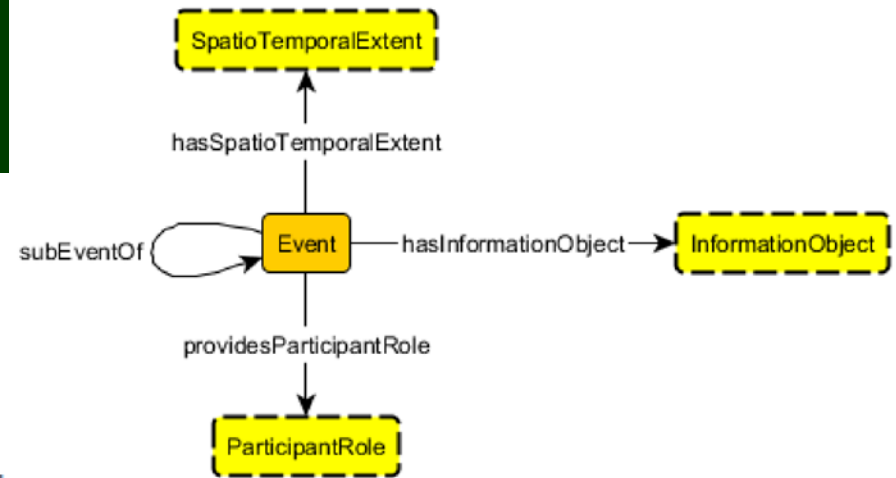 SpatioTemporalExtent
hasSpatioTemporalExtent
subEventOf
Event
hasInformationObject
InformationObject
providesParticipantRole
ParticipantRole